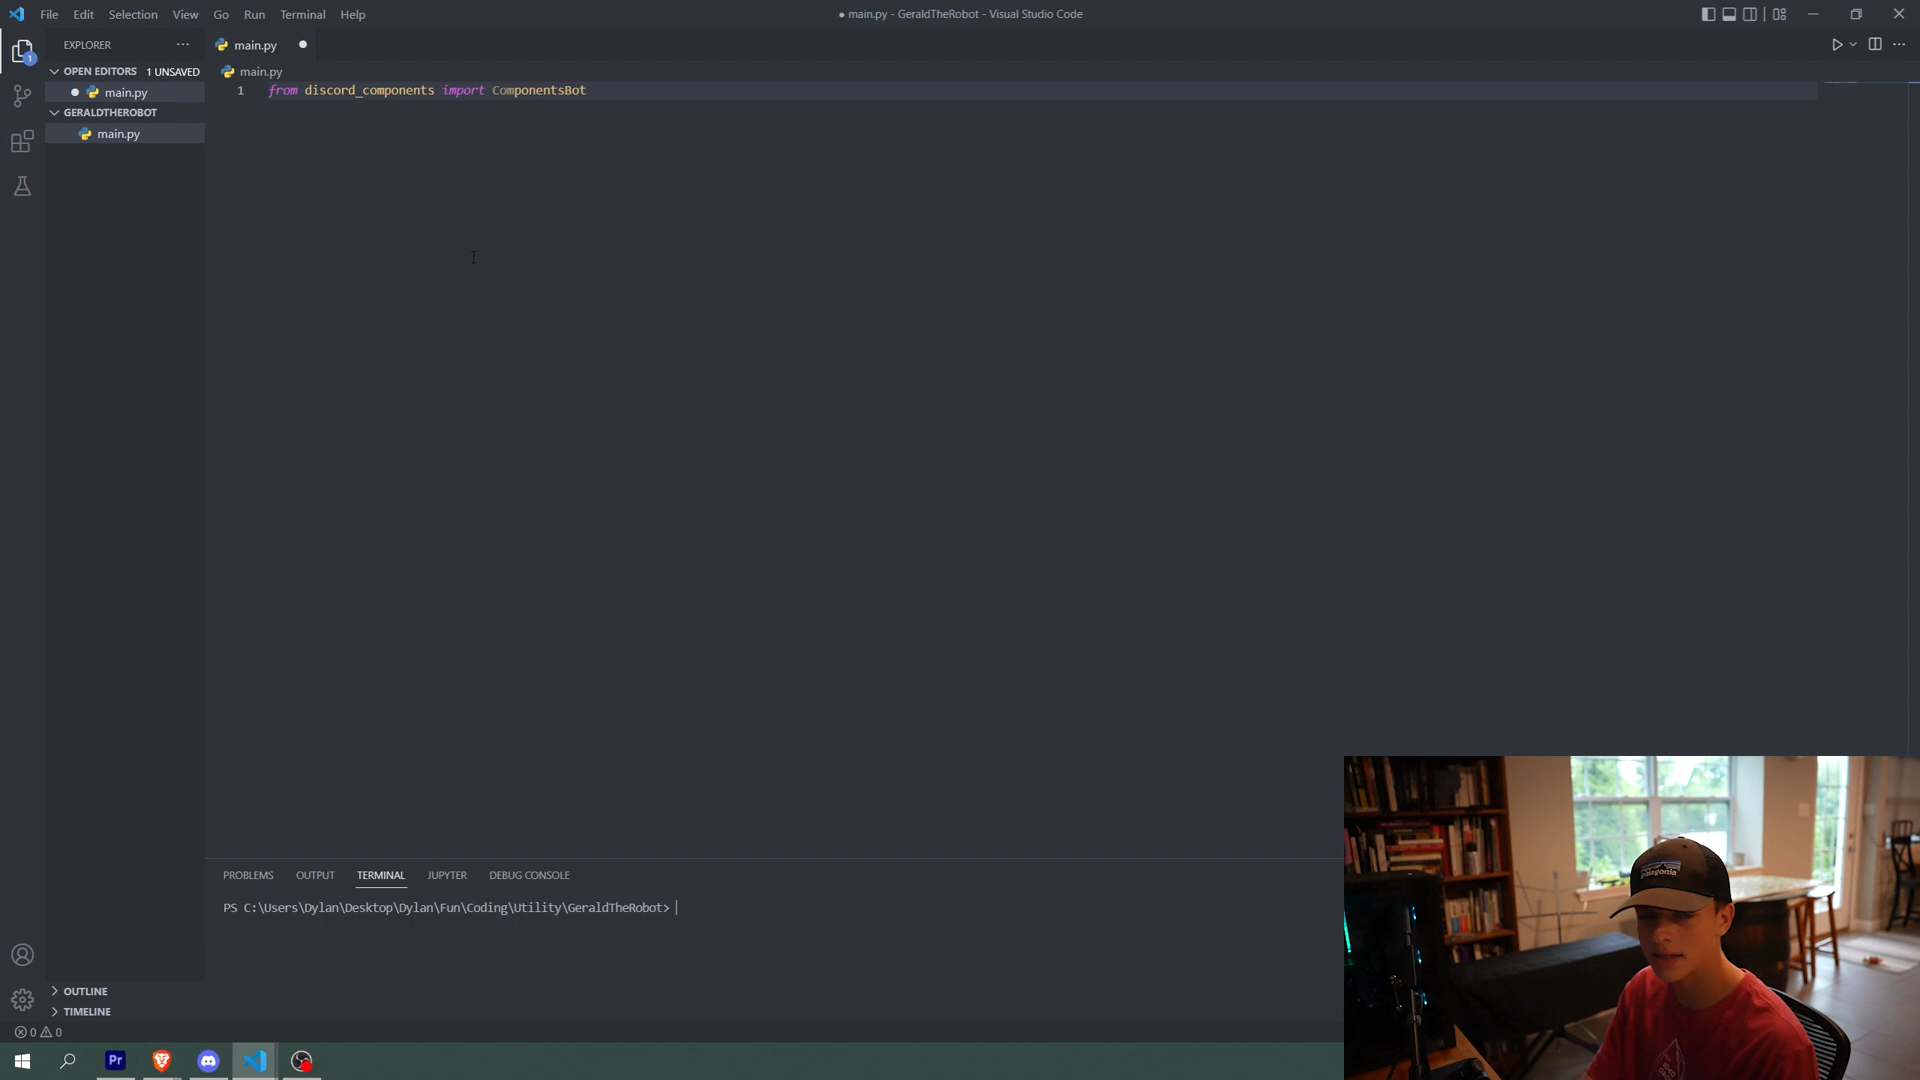 File Edit Selection View Go Run Terminal Help
● main.py - GeraldTheRobot - Visual Studio Code
EXPLORER
main.py
OPEN EDITORS 1 UNSAVED
main.py
main.py
GERALDTHEROBOT
main.py
1 from discord_components import ComponentsBot
1
PROBLEMS OUTPUT TERMINAL JUPYTER DEBUG CONSOLE
PS C:\Users\Dylan\Desktop\Dylan\Fun\Coding\Utility\GeraldTheRobot>
OUTLINE
TIMELINE
0 0
Pr
patagonia